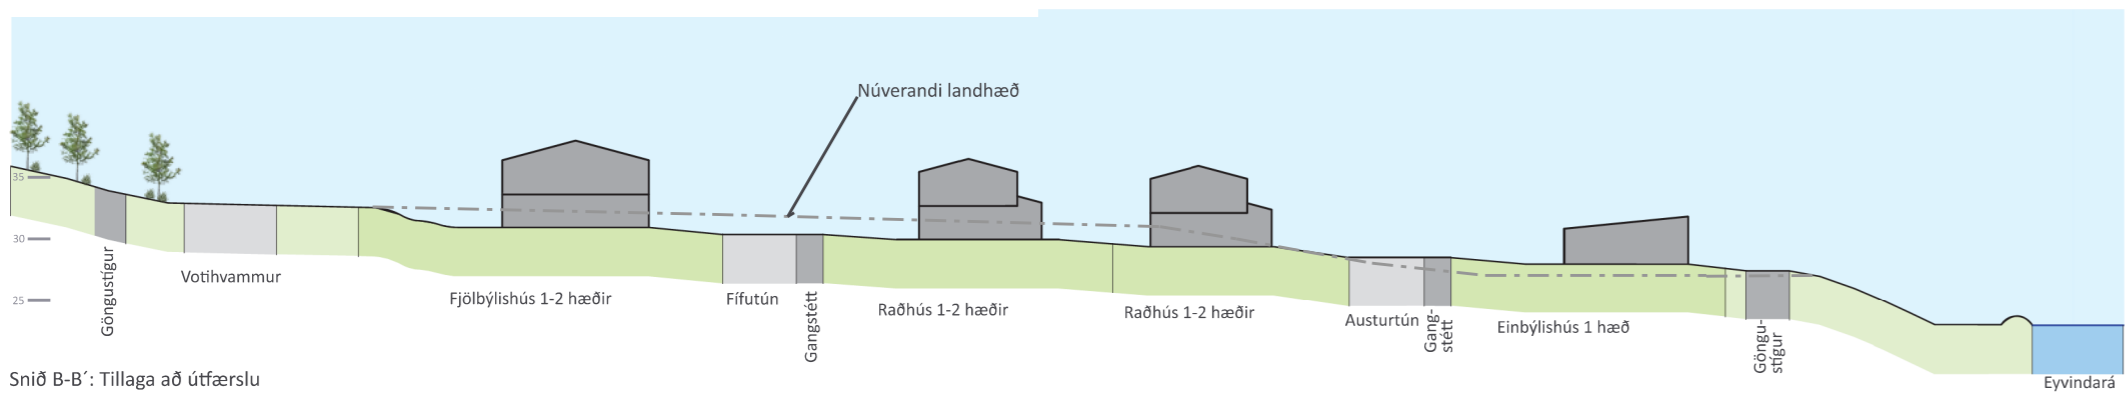 Núverandi landhæð
35
30
25
Göngustígur
Votihvammur
Fjölbýlishús 1-2 hæðir
Fífutún
Gangstétt
Raðhús 1-2 hæðir
Raðhús 1-2 hæðir
Austurtún
Gang-
stétt
Einbýlishús 1 hæð
Göngu-
stígur
Eyvindará
Snið B-B´: Tillaga að útfærslu